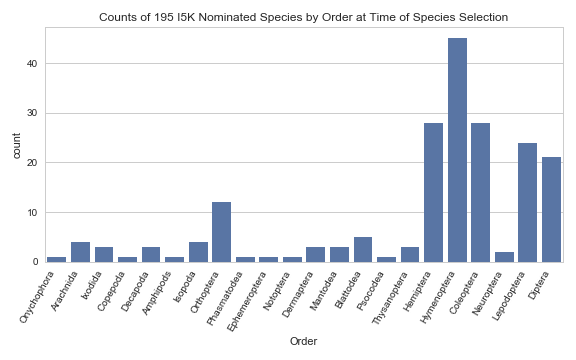 Counts of 195 I5K Nominated Species by Order at Time of Species Selection
count
40
30
20
10
0
Onychophora
Arachnida
Ixodida
Copepoda
Decapoda
Amphipods
Isopoda
Orthoptera
Phasmatodea
Ephemeroptera
Notoptera
Dermaptera
Mantodea
Blattodea
Psocodea
Thysanoptera
Hemiptera
Hymenoptera
Coleoptera
Neuroptera
Lepodoptera
Diptera
Order